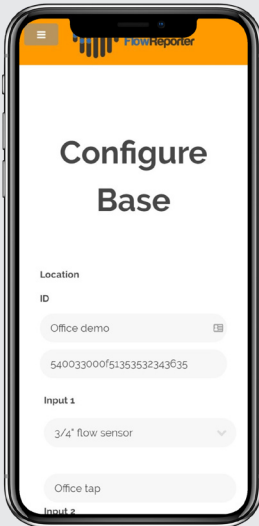 FlowReporter
Configure
Base
Location
ID
Office demo
540033000f51353532343635
Input 1
3/4" flow sensor
Office tap
Input 2